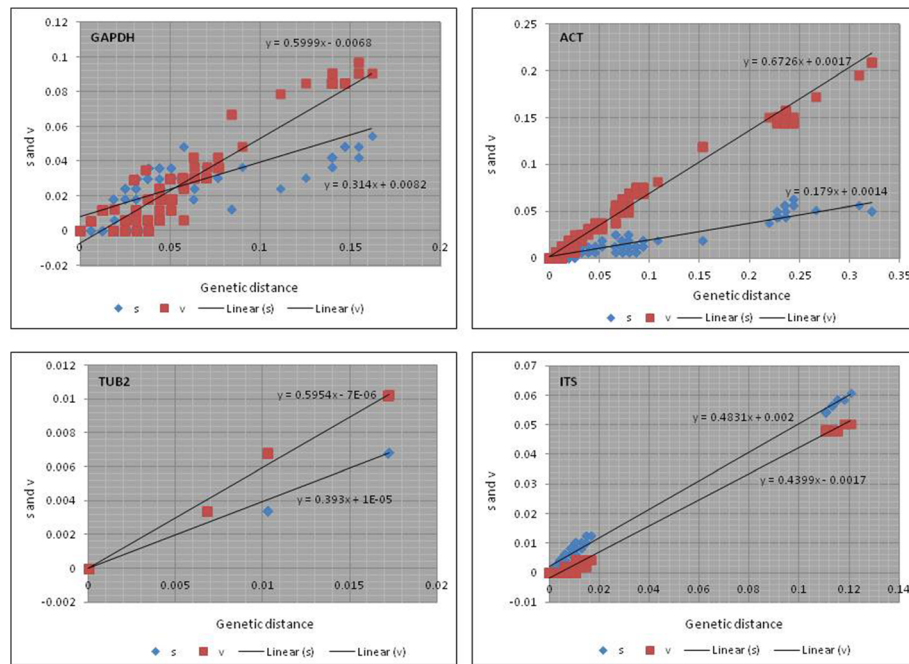 GAPDH
0.12
0.1
0.08
0.06
0.04
0.02
0
-0.02
y = 0.5999x - 0.0068
y = 0.314x + 0.0082
0 0.05 0.1 0.15 0.2
s and v
Genetic distance
s v Linear (s) Linear (v)
ACT
0.25
0.2
0.15
0.1
0.05
0
y = 0.6726x + 0.0017
y = 0.179x + 0.0014
0 0.05 0.1 0.15 0.2 0.25 0.3 0.35
s and v
Genetic distance
s v Linear (s) Linear (v)
TUB2
0.012
0.01
0.008
0.006
0.004
0.002
0
-0.002
y = 0.5954x - 7E-06
y = 0.393x + 1E-05
0 0.005 0.01 0.015 0.02
s and v
Genetic distance
s v Linear (s) Linear (v)
ITS
0.07
0.06
0.05
0.04
0.03
0.02
0.01
0
-0.01
y = 0.4831x + 0.002
y = 0.4399x - 0.0017
0 0.02 0.04 0.06 0.08 0.1 0.12 0.14
s and v
Genetic distance
s v Linear (s) Linear (v)